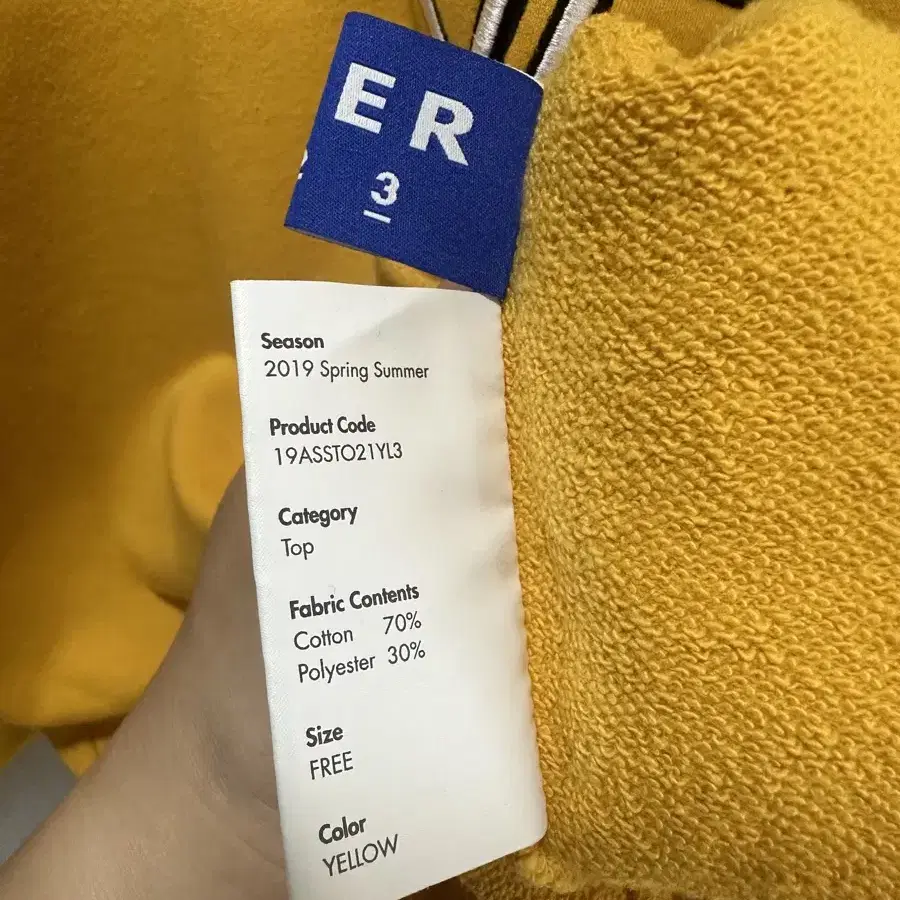 ER
3
Season
2019 Spring Summer
Product Code
19ASSTO21YL3
Category
Top
Fabric Contents
Cotton 70%
Polyester 30%
Size
FREE
Color
YELLOW